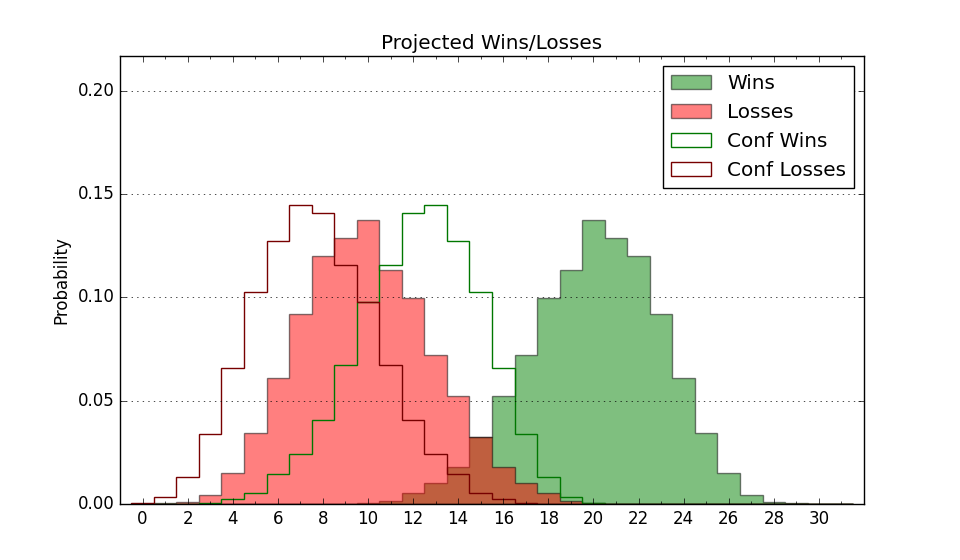 Projected Wins/Losses
Wins
Losses
Conf Wins
Conf Losses
Probability
0.20
0.15
0.10
0.05
0.00
0 2 4 6 8 10 12 14 16 18 20 22 24 26 28 30